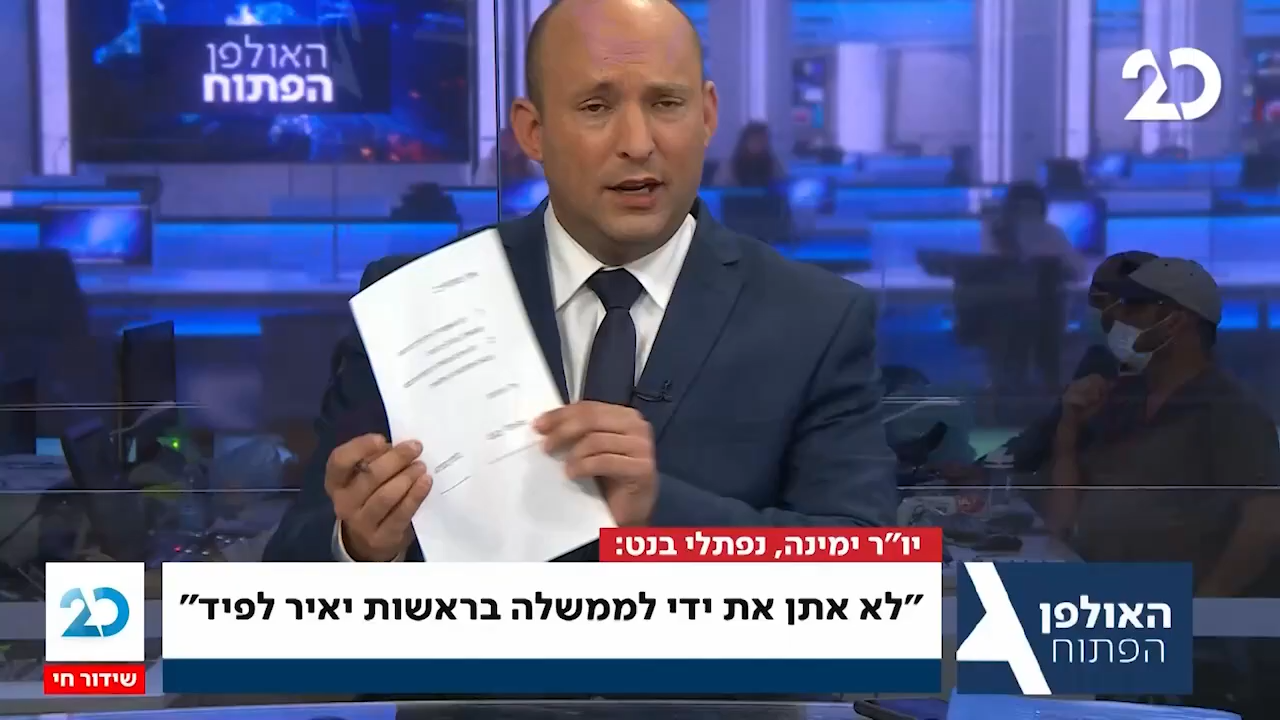 האולפן
הפתוח
20
יו"ר ימינה, נפתלי בנט:
"לא אתן את ידי לממשלה בראשות יאיר לפיד"
20
שידור חי
האולפן
הפתוח